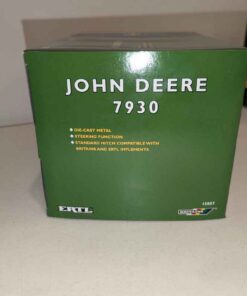 JOHN DEERE
7930
DIE-CAST METAL
STEERING FUNCTION
STANDARD HITCH COMPATIBLE WITH
BRITAINS AND ERTL IMPLEMENTS
ERTL